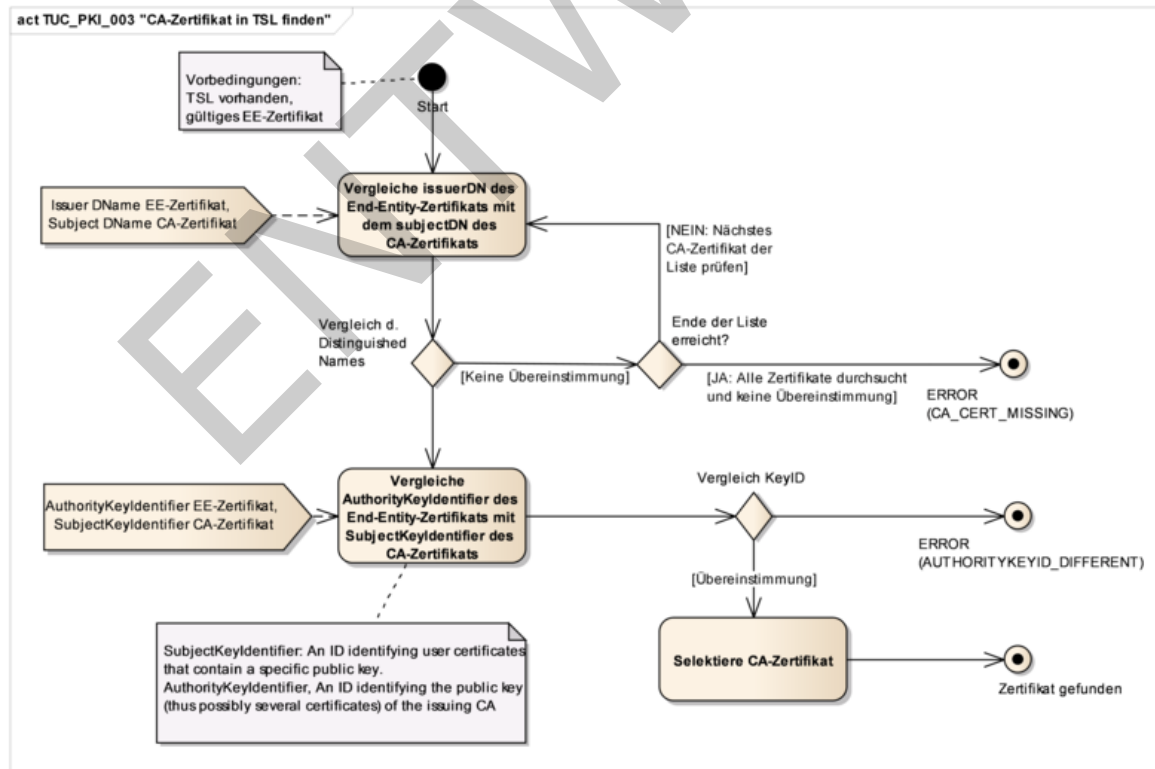 act TUC_PKI_003 "CA-Zertifikat in TSL finden"
Vorbedingungen:
TSL vorhanden,
gültiges EE-Zertifikat
Start
Issuer DName EE-Zertifikat,
Subject DName CA-Zertifikat
Vergleiche issuerDN des
End-Entity-Zertifikats mit
dem subjectDN des
CA-Zertifikats
[NEIN: Nächstes
CA-Zertifikat der
Liste prüfen]
Vergleich d.
Distinguished
Names
[Keine Übereinstimmung]
Ende der Liste
erreicht?
[JA: Alle Zertifikate durchsucht
und keine Übereinstimmung]
ERROR
(CA_CERT_MISSING)
AuthorityKeyIdentifier EE-Zertifikat,
SubjectKeyIdentifier CA-Zertifikat
Vergleiche
AuthorityKeyIdentifier des
End-Entity-Zertifikats mit
SubjectKeyIdentifier des
CA-Zertifikats
Vergleich KeyID
ERROR
(AUTHORITYKEYID_DIFFERENT)
[Übereinstimmung]
Selektiere CA-Zertifikat
Zertifikat gefunden
SubjectKeyIdentifier: An ID identifying user certificates
that contain a specific public key.
AuthorityKeyIdentifier, An ID identifying the public key
(thus possibly several certificates) of the issuing CA
ENTW